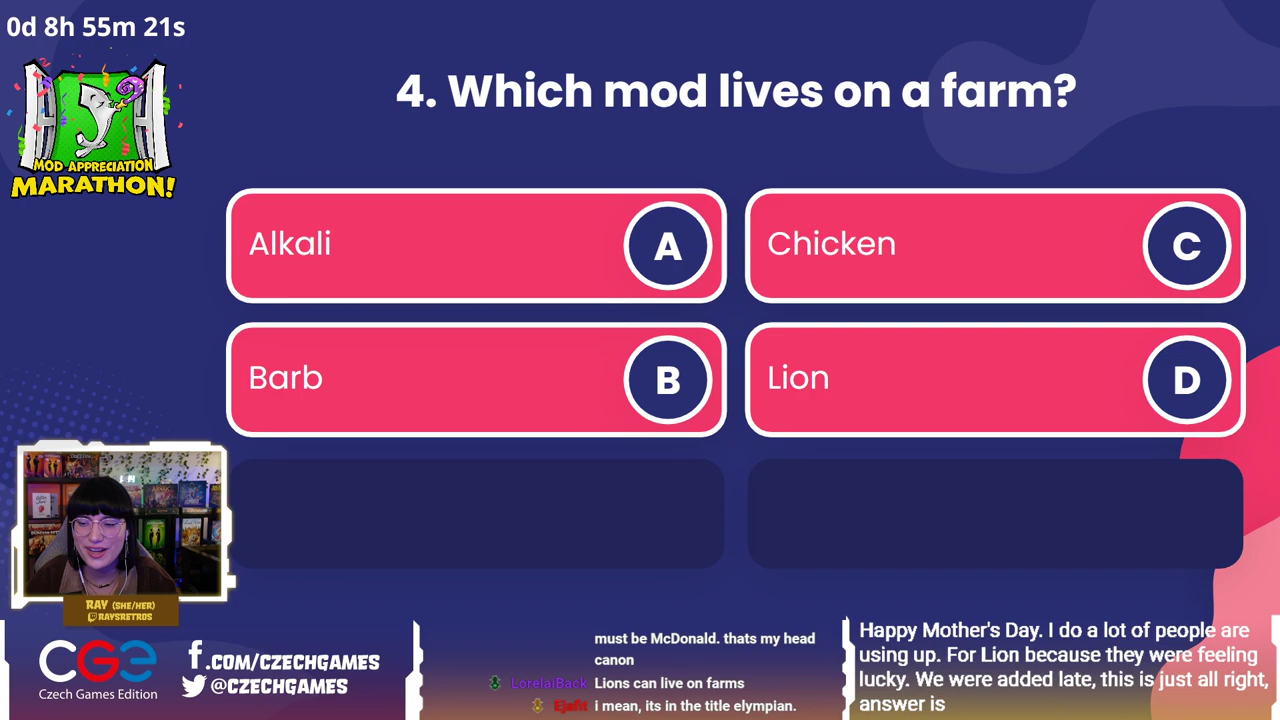 0d 8h 55m 21s
MOD APPRECIATION
MARATHON!
4. Which mod lives on a farm?
Alkali
A
Chicken
C
Barb
B
Lion
D
RAY (SHE/HER)
RAYSRETROS
CGE
Czech Games Edition
f.COM/CZECHGAMES
@CZECHGAMES
must be McDonald. thats my head
canon
LorelaiBack Lions can live on farms
Ejafit i mean, its in the title elympian.
Happy Mother's Day. I do a lot of people are
using up. For Lion because they were feeling
lucky. We were added late, this is just all right,
answer is